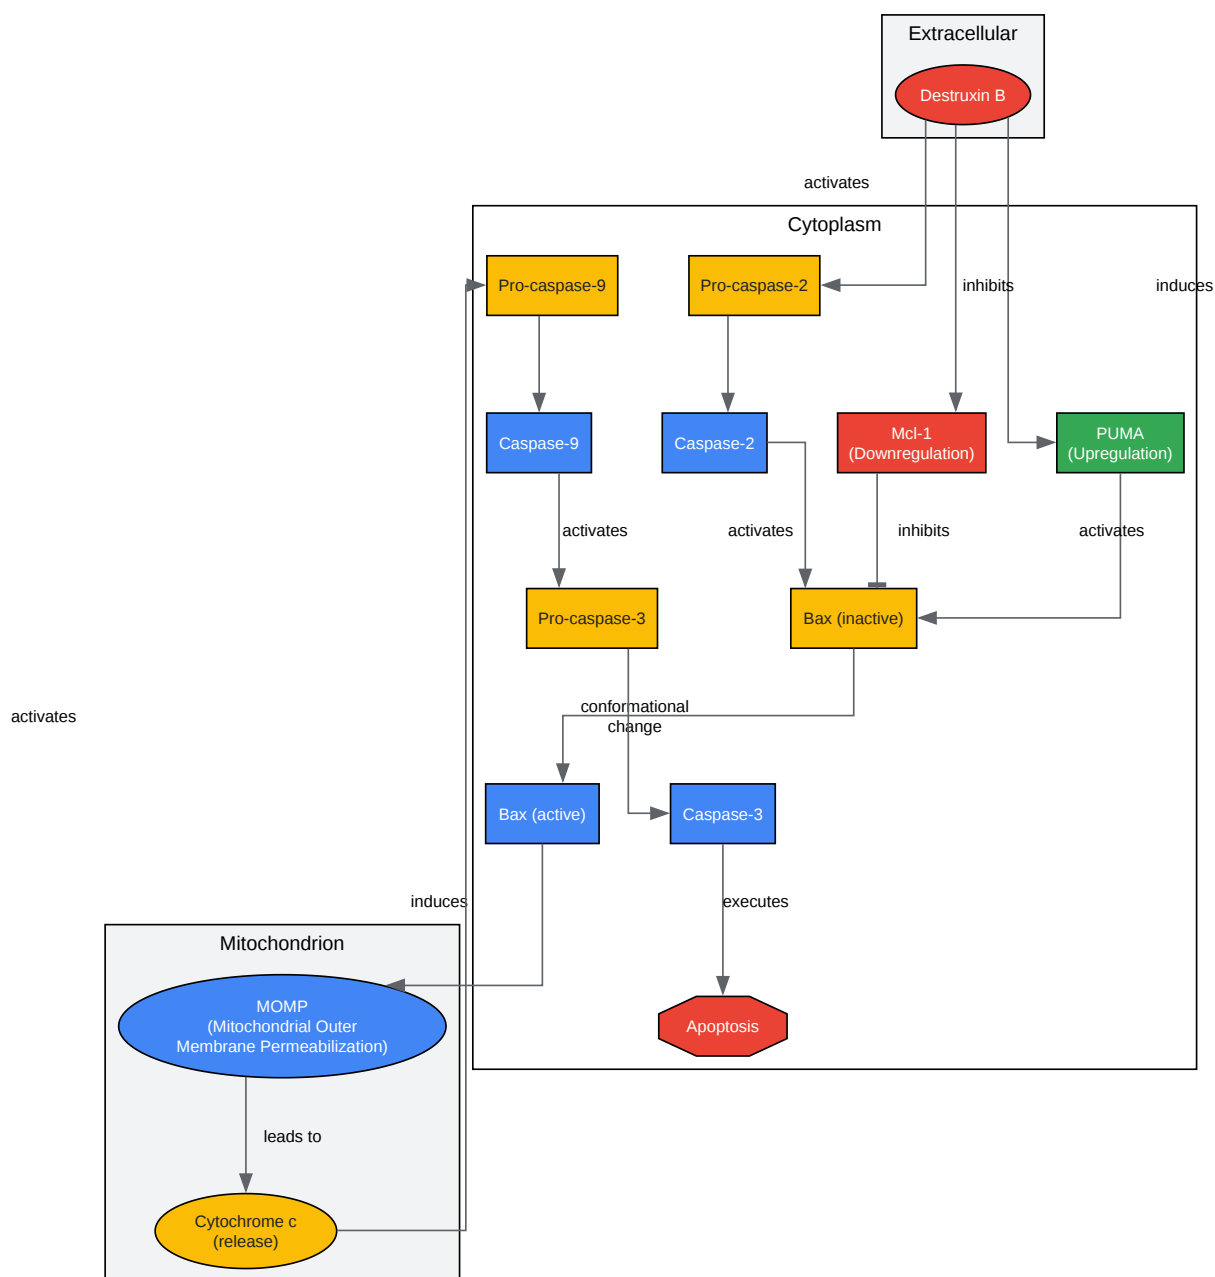 Extracellular
Destruxin B
activates
Cytoplasm
Pro-caspase-9
Pro-caspase-2
inhibits
induces
Caspase-9
Caspase-2
Mcl-1
(Downregulation)
PUMA
(Upregulation)
activates
activates
inhibits
activates
Pro-caspase-3
Bax (inactive)
activates
conformational
change
Bax (active)
Caspase-3
induces
executes
Mitochondrion
MOMP
(Mitochondrial Outer
Membrane Permeabilization)
Apoptosis
leads to
Cytochrome c
(release)